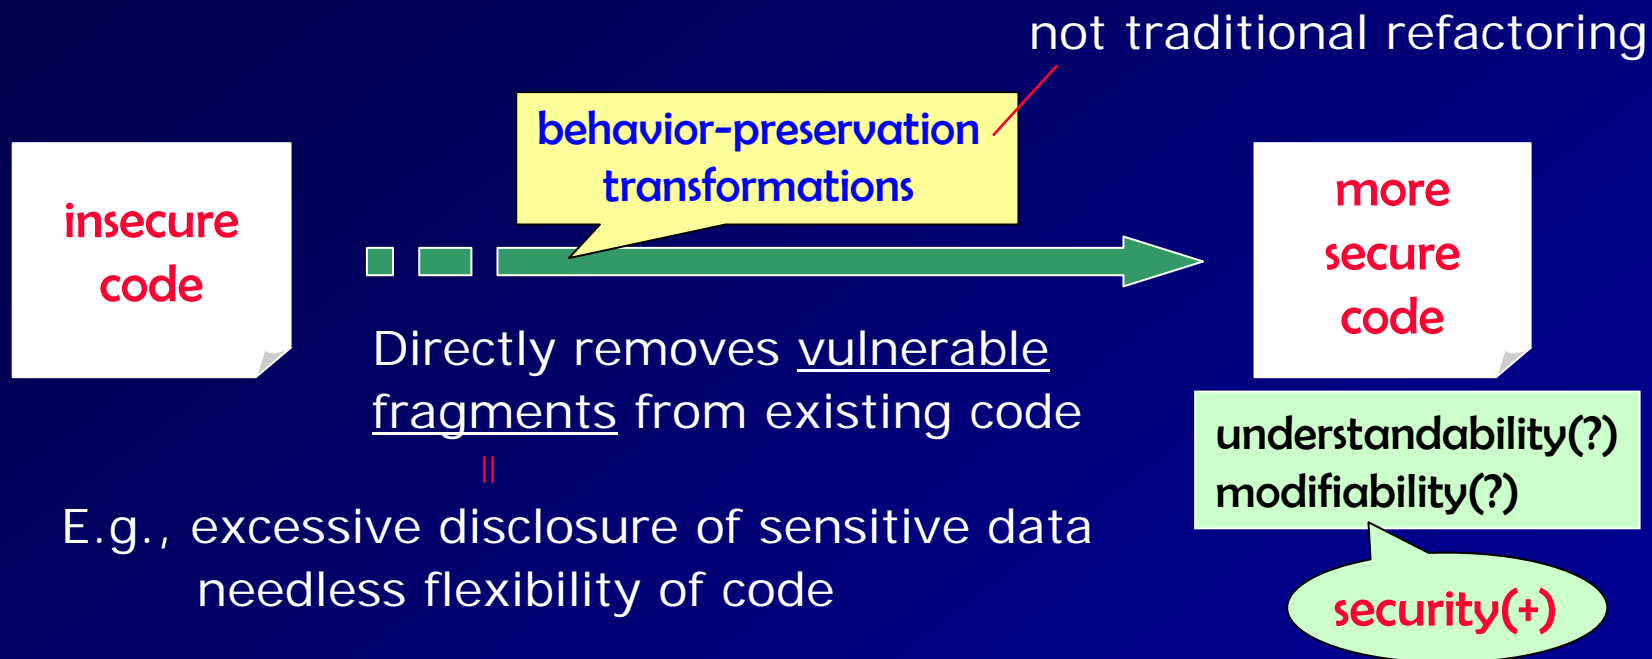 not traditional refactoring
behavior-preservation
transformations
insecure
code
more
secure
code
Directly removes vulnerable
fragments from existing code
E.g., excessive disclosure of sensitive data
needless flexibility of code
understandability(?)
modifiability(?)
security(+)